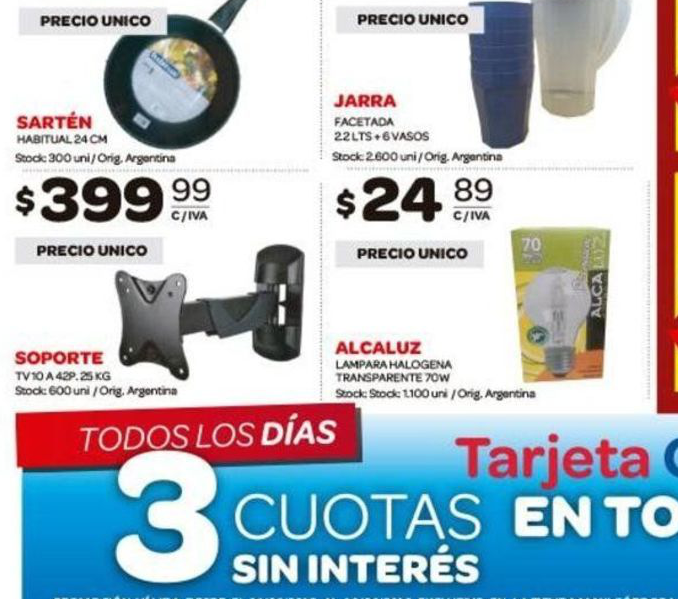 PRECIO UNICO
SARTÉN
HABITUAL 24 CM
Stock: 300 uni / Orig. Argentina
PRECIO UNICO
JARRA
FACETADA
2.2 LTS + 6 VASOS
Stock: 2.600 uni / Orig. Argentina
$399 99
C/IVA
PRECIO UNICO
SOPORTE
TV 10 A 42P. 25 KG
Stock: 600 uni / Orig. Argentina
$24 89
C/IVA
PRECIO UNICO
70
ALCALUZ
ALCALUZ
LAMPARA HALOGENA
TRANSPARENTE 70W
Stock: Stock: 1.100 uni / Orig. Argentina
TODOS LOS DÍAS
3 CUOTAS
SIN INTERÉS
Tarjeta
EN TO